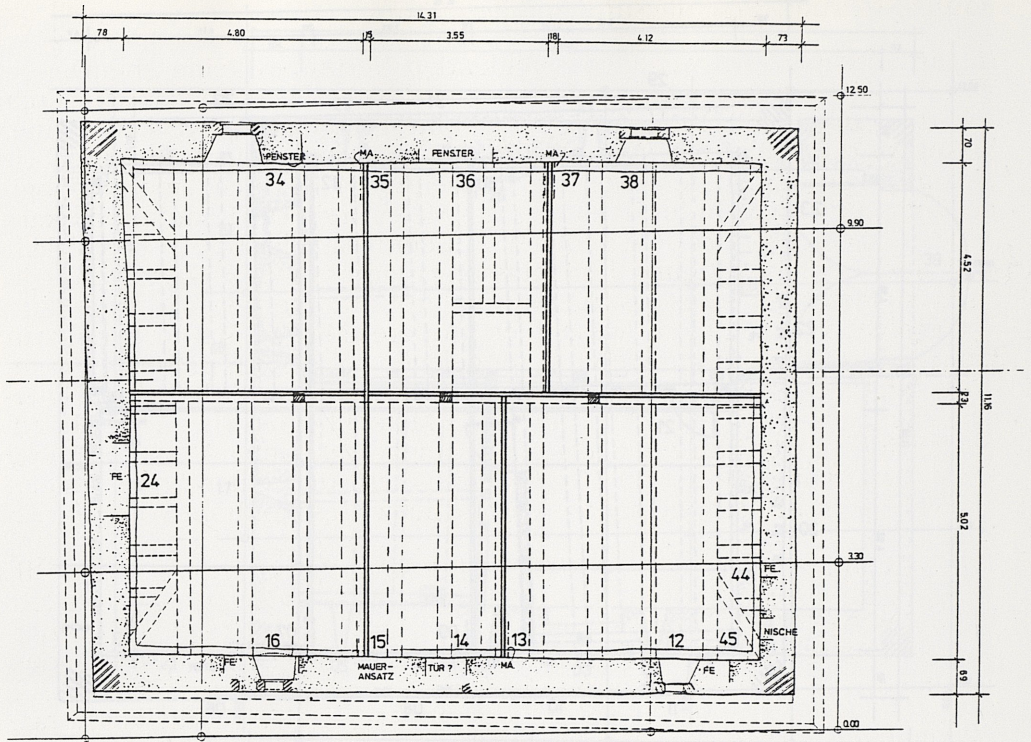 14.31
78 4.80 15 3.55 18 4.12 73
12.50
FENSTER MA FENSTER MA
34 35 36 37 38
70
9.90
4.52
23
11.16
FE 24
5.02
3.30
44 FE
NISCHE
16 15 14 13 12 45
FE MAUER- TÜR ? MA FE
ANSATZ
69
0.00